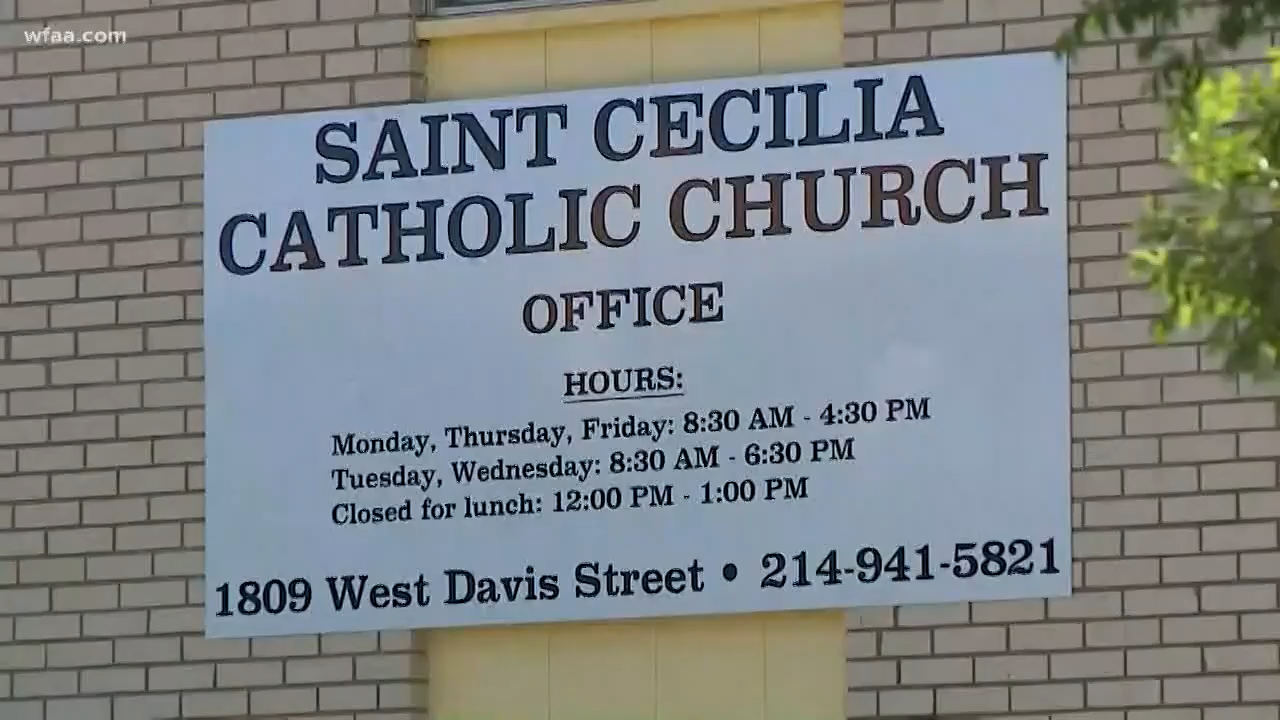 wfaa.com
SAINT CECILIA
CATHOLIC CHURCH
OFFICE
HOURS:
Monday, Thursday, Friday: 8:30 AM - 4:30 PM
Tuesday, Wednesday: 8:30 AM - 6:30 PM
Closed for lunch: 12:00 PM - 1:00 PM
1809 West Davis Street • 214-941-5821